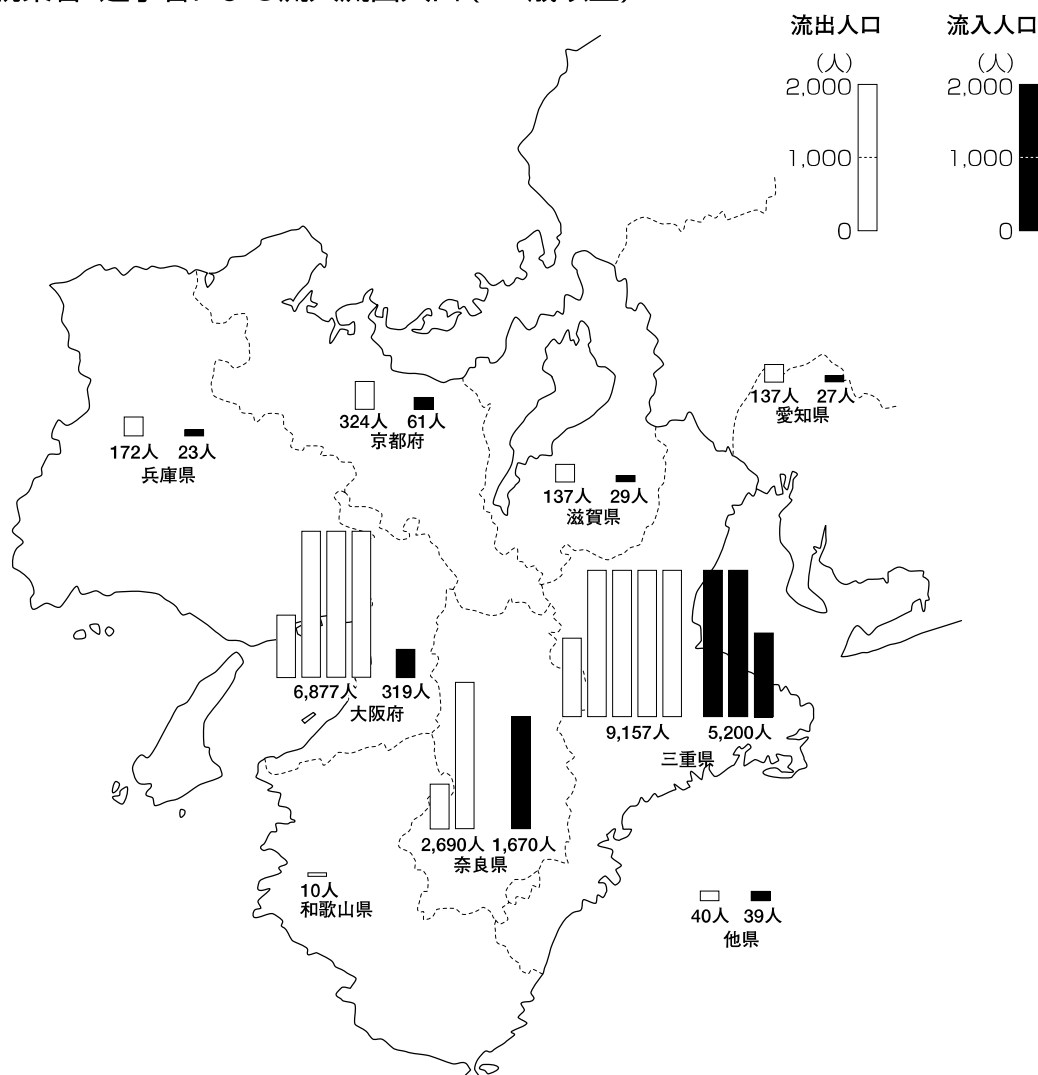 流出人口
（人）
2,000
1,000
0
流入人口
（人）
2,000
1,000
0
137人 27人
愛知県
324人 61人
京都府
172人 23人
兵庫県
137人 29人
滋賀県
6,877人 319人
大阪府
9,157人 5,200人
三重県
2,690人 1,670人
奈良県
10人
和歌山県
40人 39人
他県